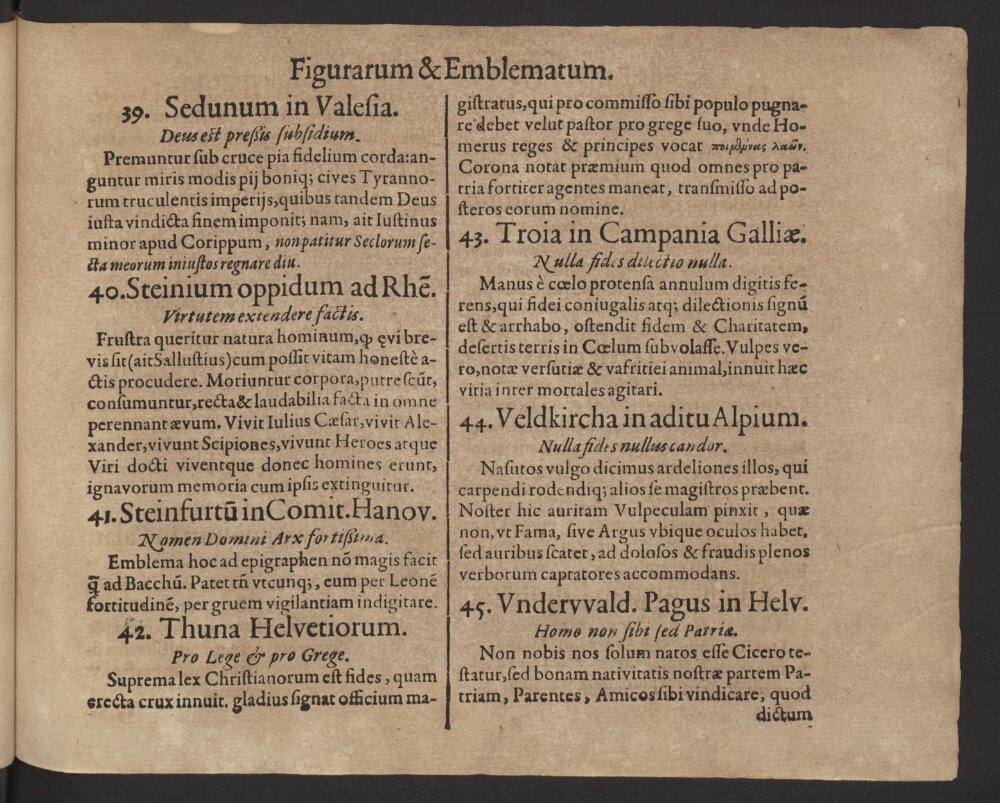 Figurarum & Emblematum.
39. Sedunum in Valesia.
Deus est pressis subsidium.
Premuntur sub cruce pia fidelium corda: an-
guntur miris modis pij boniq; cives Tyranno-
rum truculentis imperijs, quibus tandem Deus
iusta vindicta finem imponit; nam, ait Iustinus
minor apud Corippum, non patitur Seclorum se-
cta meorum iniustos regnare diu.
40. Steinium oppidum ad Rhē.
Virtutem extendere factis.
Frustra queritur natura hominum, qꝫ ęvi bre-
vis sit (ait Sallustius) cum possit vitam honestè a-
ctis procudere. Moriuntur corpora, putrescūt,
consumuntur, recta & laudabilia facta in omne
perennant ævum. Vivit Iulius Cæsar, vivit Ale-
xander, vivunt Scipiones, vivunt Heroes atque
Viri docti viventque donec homines erunt,
ignavorum memoria cum ipsis extinguitur.
41. Steinfurtū in Comit. Hanov.
Nomen Domini Arx fortissima.
Emblema hoc ad epigraphen nō magis facit
q̃ ad Bacchū. Patet tñ vtcunq;, eum per Leonē
fortitudinē, per gruem vigilantiam indigitare.
42. Thuna Helvetiorum.
Pro Lege & pro Grege.
Suprema lex Christianorum est fides, quam
erecta crux innuit. gladius signat officium ma-
gistratus, qui pro commisso sibi populo pugna-
re debet velut pastor pro grege suo, vnde Ho-
merus reges & principes vocat ποιμένας λαῶν.
Corona notat præmium quod omnes pro pa-
tria fortiter agentes maneat, transmisso ad po-
steros eorum nomine.
43. Troia in Campania Galliæ.
Nulla fides dilectio nulla.
Manus è cœlo protensa annulum digitis fe-
rens, qui fidei coniugalis atq; dilectionis signū
est & arrhabo, ostendit fidem & Charitatem,
desertis terris in Cœlum subvolasse. Vulpes ve-
ro, notæ versutiæ & vafritiei animal, innuit hæc
vitia inter mortales agitari.
44. Veldkircha in aditu Alpium.
Nulla fides nullus candor.
Nasutos vulgo dicimus ardeliones illos, qui
carpendi rodendiq; alios se magistros præbent.
Noster hic auritam Vulpeculam pinxit, quæ
non, vt Fama, sive Argus vbique oculos habet,
sed auribus scatet, ad dolosos & fraudis plenos
verborum captatores accommodans.
45. Vndervvald. Pagus in Helv.
Homo non sibi sed Patriæ.
Non nobis nos solum natos esse Cicero te-
statur, sed bonam nativitatis nostræ partem Pa-
triam, Parentes, Amicos sibi vindicare, quod
dictum